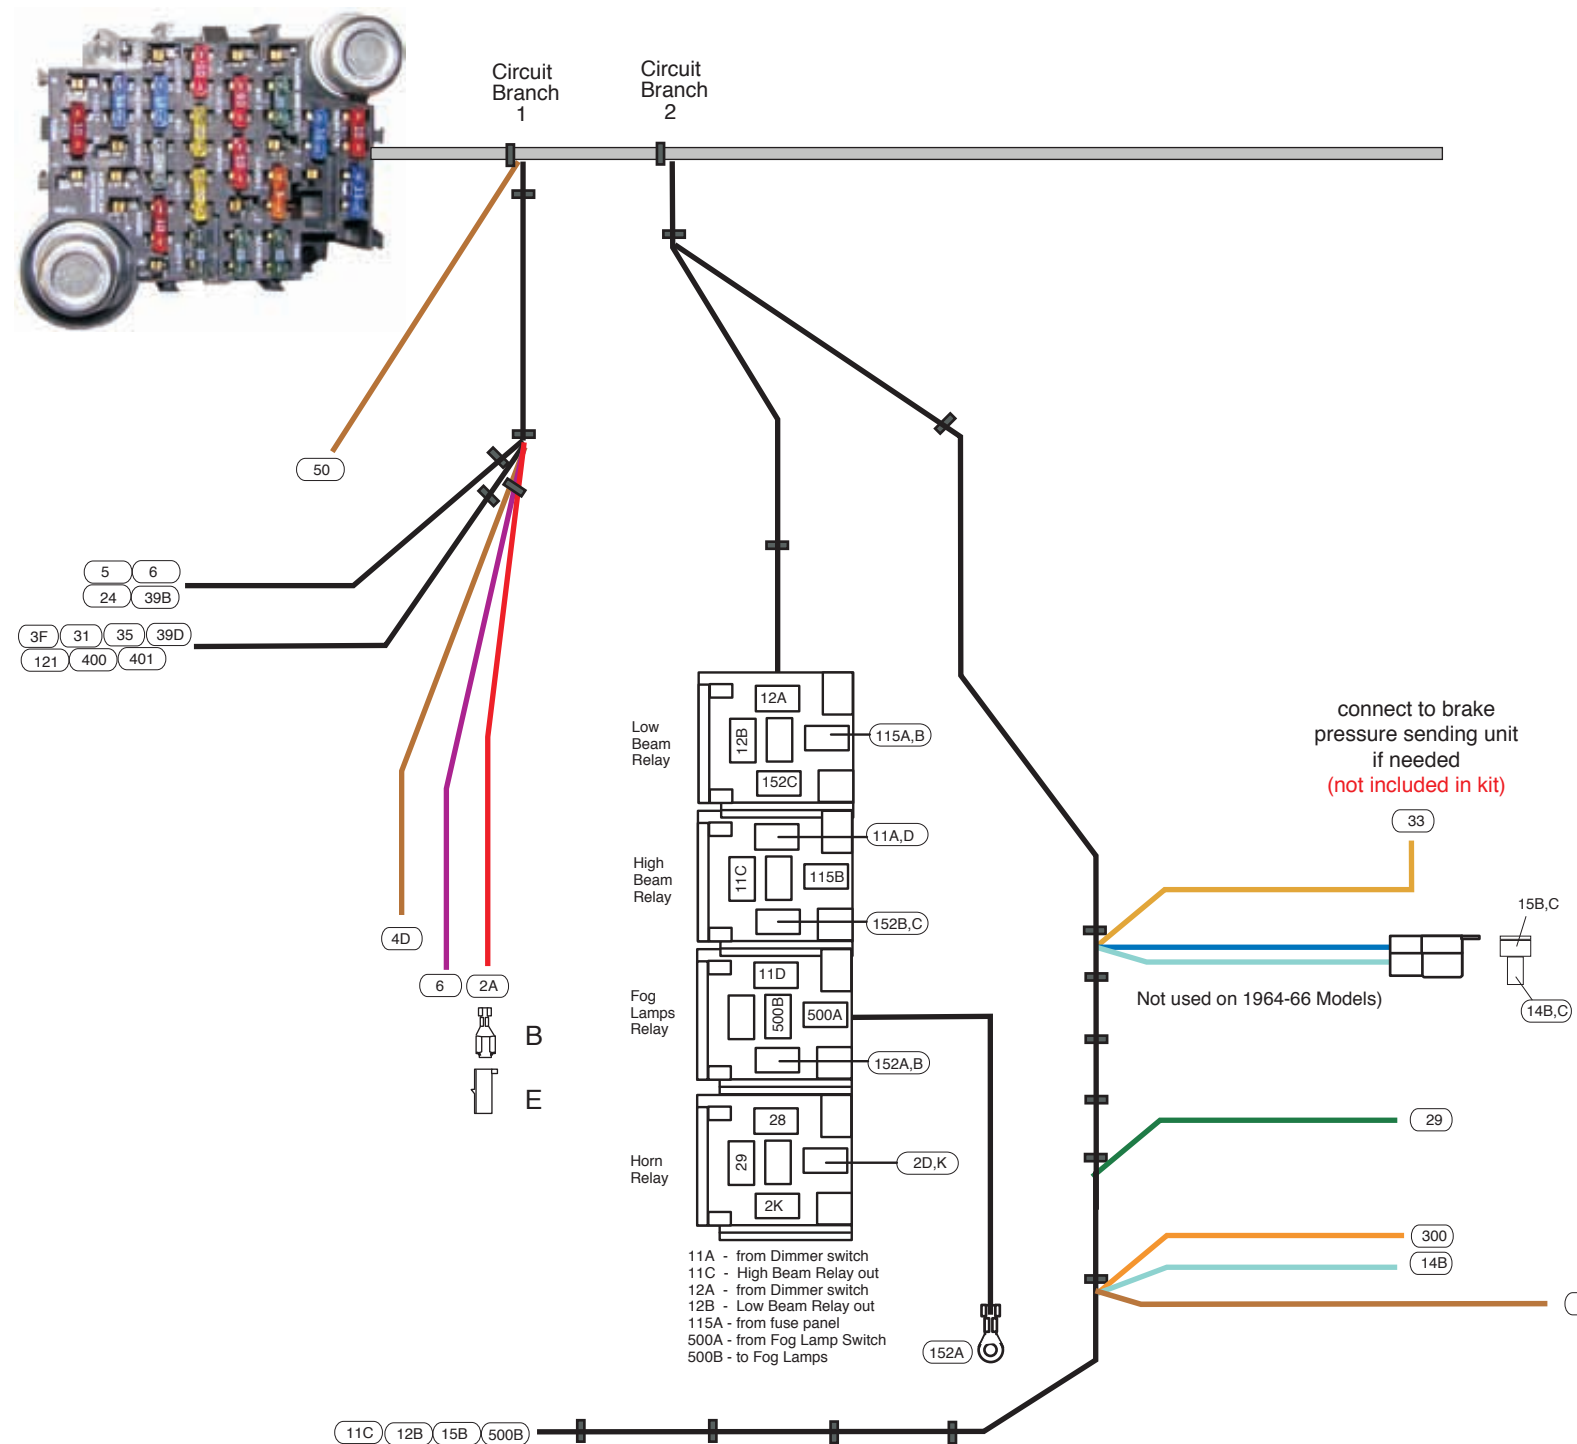 Circuit
Branch
1
Circuit
Branch
2
50
5 6
24 39B
3F 31 35 39D
121 400 401
4D
6 2A
B
E
Low
Beam
Relay
12A
12B
152C
115A,B
High
Beam
Relay
11C
115B
11A,D
152B,C
Fog
Lamps
Relay
11D
500B
500A
152A,B
Horn
Relay
28
29
2K
2D,K
11A - from Dimmer switch
11C - High Beam Relay out
12A - from Dimmer switch
12B - Low Beam Relay out
115A - from fuse panel
500A - from Fog Lamp Switch
500B - to Fog Lamps
152A
connect to brake
pressure sending unit
if needed
(not included in kit)
33
15B,C
14B,C
Not used on 1964-66 Models)
29
300
14B
11C 12B 15B 500B